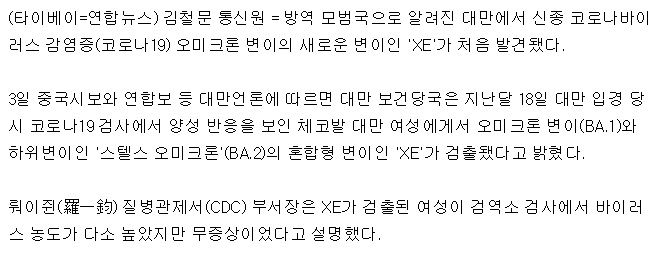 (타이베이=연합뉴스) 김철문 통신원 = 방역 모범국으로 알려진 대만에서 신종 코로나바이
러스 감염증(코로나19) 오미크론 변이의 새로운 변이인 'XE'가 처음 발견됐다.
3일 중국시보와 연합보 등 대만언론에 따르면 대만 보건당국은 지난달 18일 대만 입경 당
시 코로나19 검사에서 양성 반응을 보인 체코발 대만 여성에게서 오미크론 변이(BA.1)와
하위변이인 '스텔스 오미크론'(BA.2)의 혼합형 변이인 'XE'가 검출됐다고 밝혔다.
뤄이쥔(羅一鈞) 질병관제서(CDC) 부서장은 XE가 검출된 여성이 검역소 검사에서 바이러
스 농도가 다소 높았지만 무증상이었다고 설명했다.